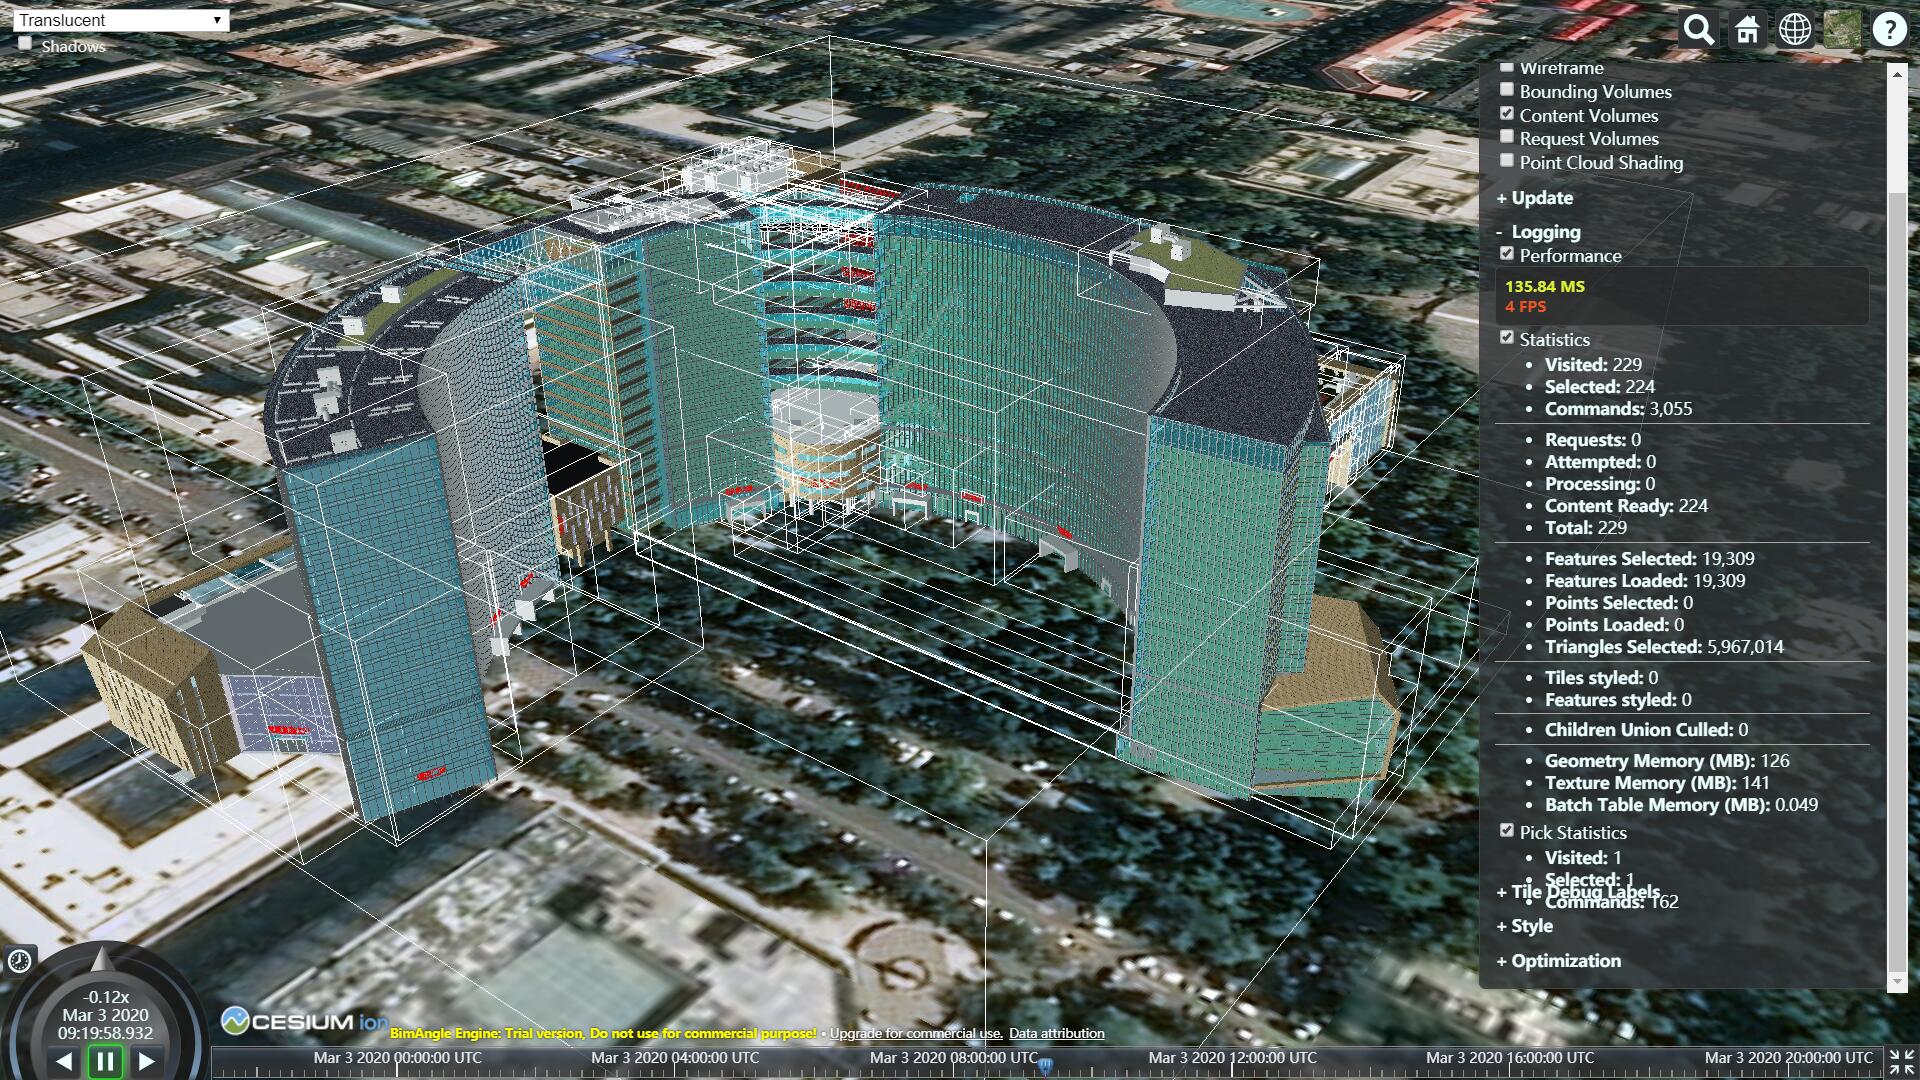 Translucent
Shadows
Wireframe
Bounding Volumes
Content Volumes
Request Volumes
Point Cloud Shading
+ Update
- Logging
Performance
135.84 MS
4 FPS
Statistics
Visited: 229
Selected: 224
Commands: 3,055
Requests: 0
Attempted: 0
Processing: 0
Content Ready: 224
Total: 229
Features Selected: 19,309
Features Loaded: 19,309
Points Selected: 0
Points Loaded: 0
Triangles Selected: 5,967,014
Tiles styled: 0
Features styled: 0
Children Union Culled: 0
Geometry Memory (MB): 126
Texture Memory (MB): 141
Batch Table Memory (MB): 0.049
Pick Statistics
Visited: 1
Selected: 1
+ Tile Debug Labels
Commands: 162
+ Style
+ Optimization
-0.12x
Mar 3 2020
09:19:58.932
CESIUM ion
BimAngle Engine: Trial version, Do not use for commercial purpose! • Upgrade for commercial use. Data attribution
Mar 3 2020 00:00:00 UTC
Mar 3 2020 04:00:00 UTC
Mar 3 2020 08:00:00 UTC
Mar 3 2020 12:00:00 UTC
Mar 3 2020 16:00:00 UTC
Mar 3 2020 20:00:00 UTC